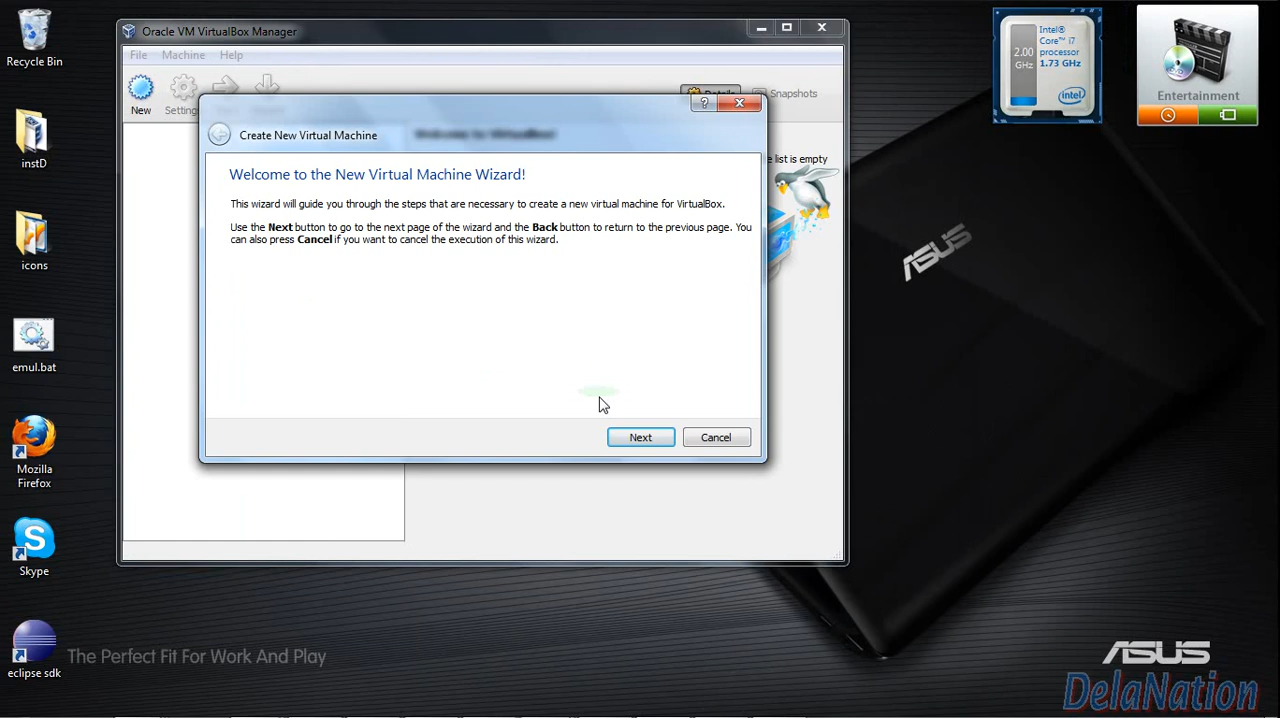 Recycle Bin
instD
icons
emul.bat
Mozilla
Firefox
Skype
eclipse sdk
Oracle VM VirtualBox Manager
File Machine Help
New
Snapshots
Create New Virtual Machine
Welcome to VirtualBox!
list is empty
Welcome to the New Virtual Machine Wizard!
This wizard will guide you through the steps that are necessary to create a new virtual machine for VirtualBox.
Use the Next button to go to the next page of the wizard and the Back button to return to the previous page. You
can also press Cancel if you want to cancel the execution of this wizard.
Next Cancel
2.00
GHz
Intel®
Core™ i7
processor
1.73 GHz
intel
Entertainment
ASUS
The Perfect Fit For Work And Play
ASUS
DelaNation